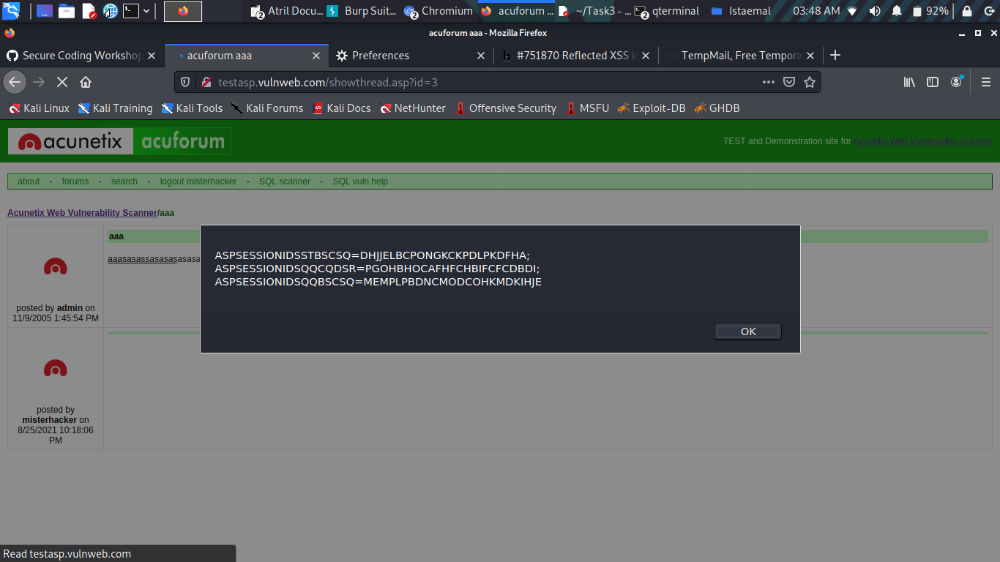 Atril Docu... Burp Suit... Chromium acuforum ... ~/Task3 - ... qterminal Istaemal 03:48 AM 92%
2 2 2
acuforum aaa - Mozilla Firefox
Secure Coding Workshop acuforum aaa Preferences #751870 Reflected XSS in TempMail, Free Tempora
testasp.vulnweb.com/showthread.asp?id=3
Kali Linux Kali Training Kali Tools Kali Forums Kali Docs NetHunter Offensive Security MSFU Exploit-DB GHDB
acunetix acuforum TEST and Demonstration site for Acunetix Web Vulnerability Scanner
about - forums - search - logout misterhacker - SQL scanner - SQL vuln help
Acunetix Web Vulnerability Scanner/aaa
aaa
aaasasassasasasasasa
posted by admin on
11/9/2005 1:45:54 PM
ASPSESSIONIDSSTBSCSQ=DHJJELBCPONGKCKPDLPKDFHA;
ASPSESSIONIDSQQCQDSR=PGOHBHOCAFHFCHBIFCFCDBDI;
ASPSESSIONIDSQQBSCSQ=MEMPLPBDNCMODCOHKMDKIHJE
OK
posted by
misterhacker on
8/25/2021 10:18:06
PM
Read testasp.vulnweb.com